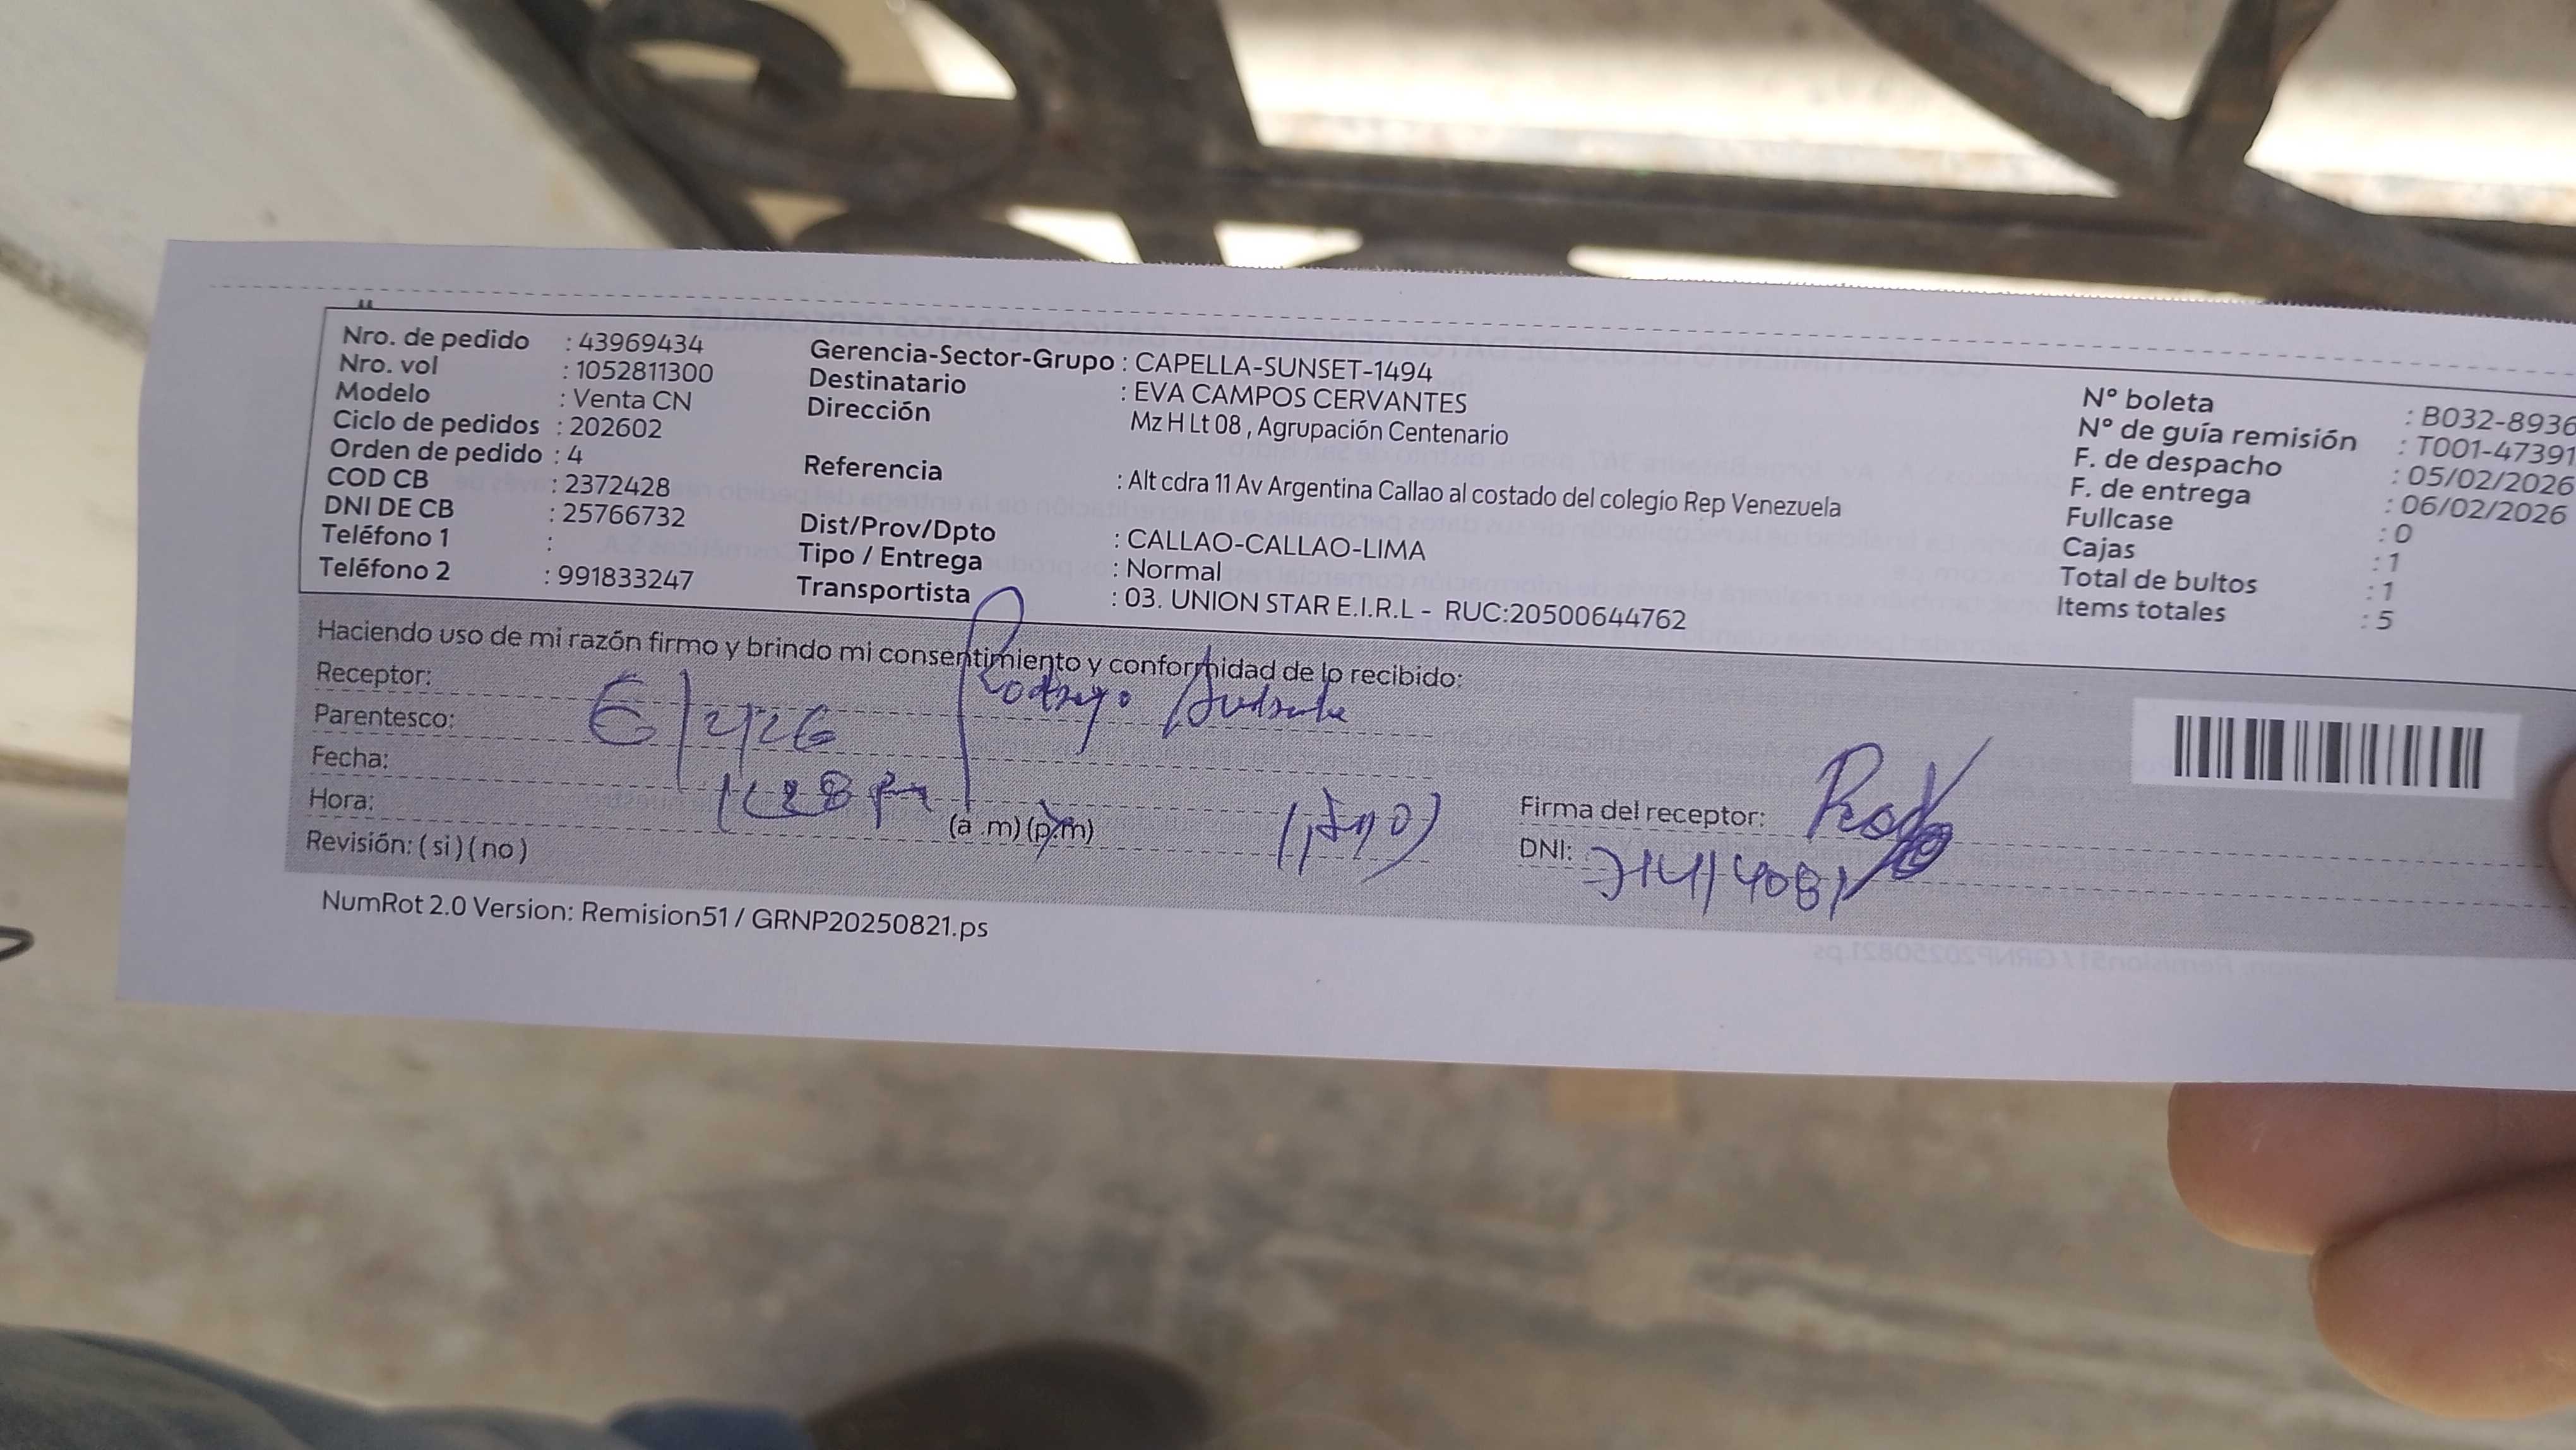 Nro. de pedido : 43969434
Nro. vol : 1052811300
Modelo : Venta CN
Ciclo de pedidos : 202602
Orden de pedido : 4
COD CB : 2372428
DNI DE CB : 25766732
Teléfono 1 :
Teléfono 2 : 991833247
Gerencia-Sector-Grupo : CAPELLA-SUNSET-1494
Destinatario : EVA CAMPOS CERVANTES
Dirección Mz H Lt 08 , Agrupación Centenario
Referencia : Alt cdra 11 Av Argentina Callao al costado del colegio Rep Venezuela
Dist/Prov/Dpto : CALLAO-CALLAO-LIMA
Tipo / Entrega : Normal
Transportista : 03. UNION STAR E.I.R.L - RUC:20500644762
N° boleta : B032-8936
N° de guía remisión : T001-47391
F. de despacho : 05/02/2026
F. de entrega : 06/02/2026
Fullcase : 0
Cajas : 1
Total de bultos : 1
Items totales : 5
Haciendo uso de mi razón firmo y brindo mi consentimiento y conformidad de lo recibido:
Receptor: Rodrigo
Parentesco:
Fecha:
Hora: (a .m) (p.m)
Revisión: ( si ) ( no )
Firma del receptor:
DNI:
NumRot 2.0 Version: Remision51 / GRNP20250821.ps